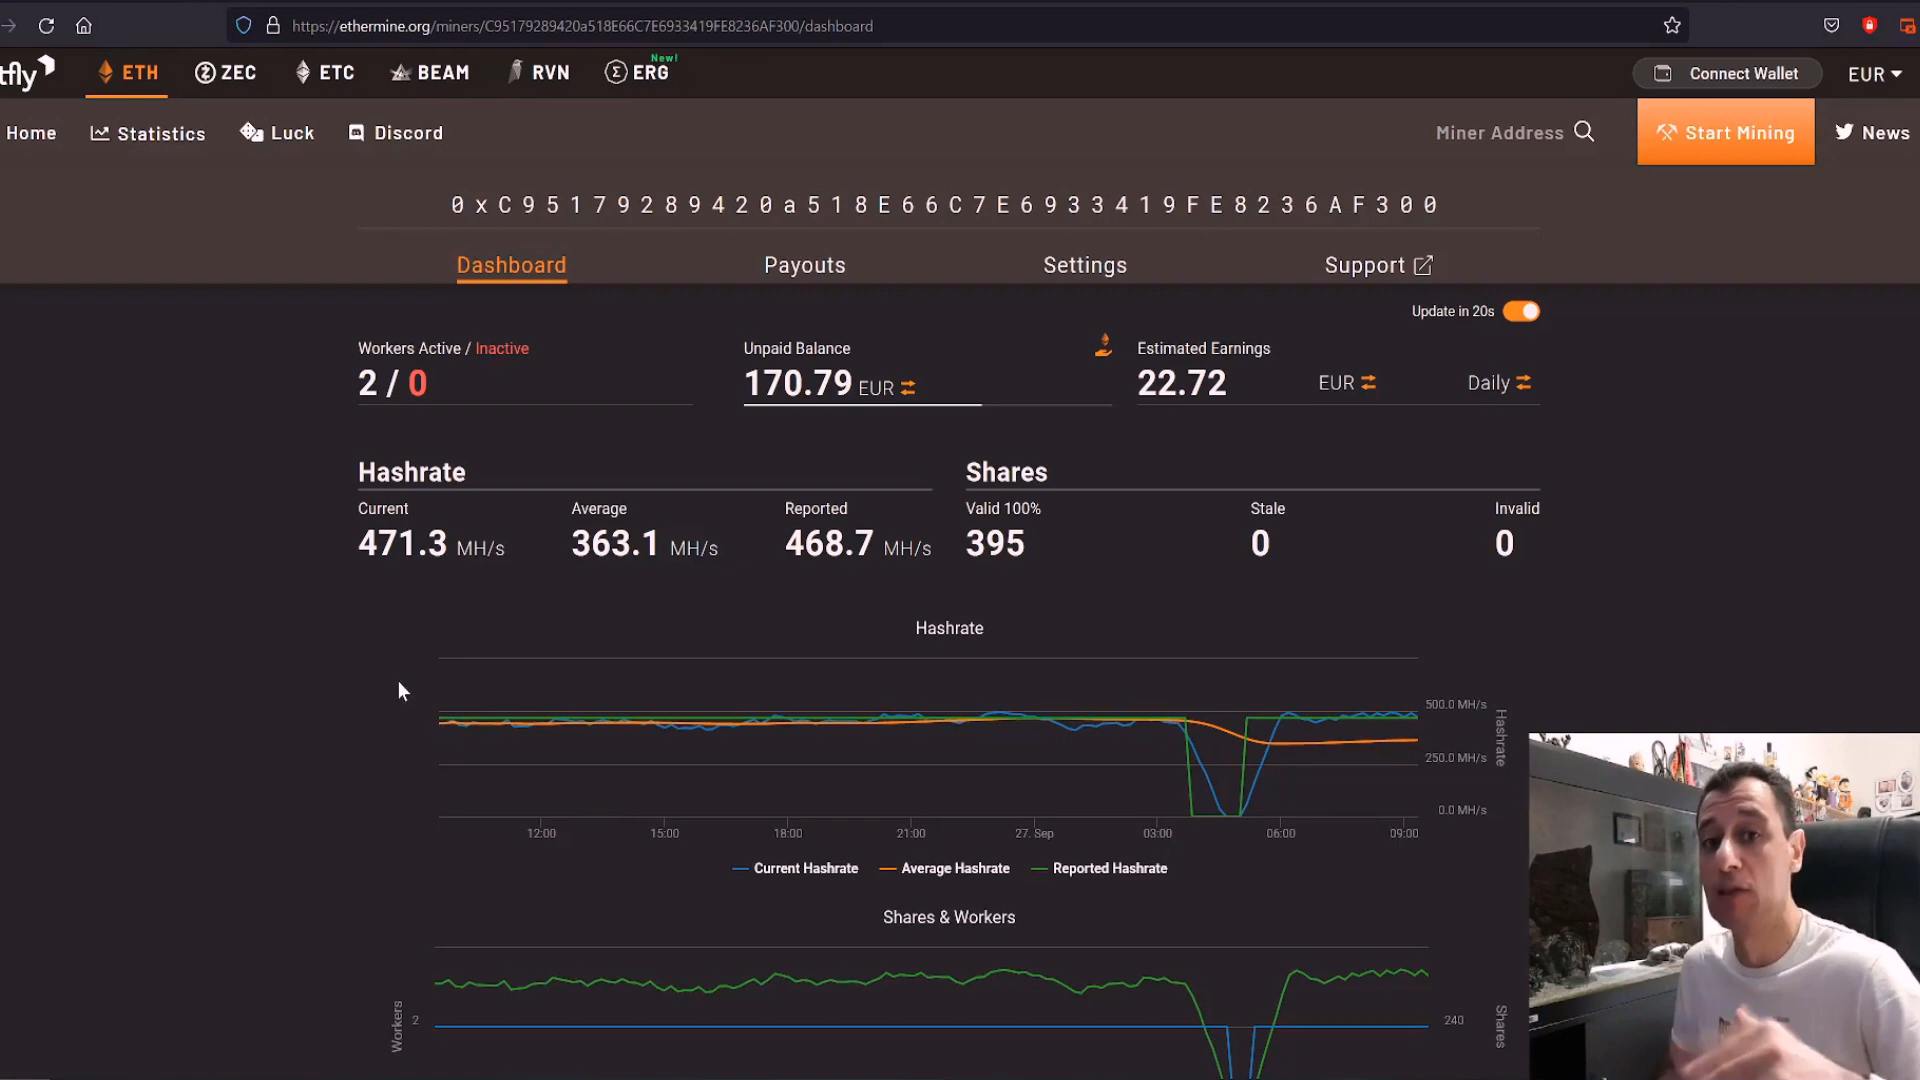 https://ethermine.org/miners/C95179289420a518E66C7E6933419FE8236AF300/dashboard
tfly
ETH
ZEC
ETC
BEAM
RVN
ERG
New!
Connect Wallet
EUR
Home
Statistics
Luck
Discord
Miner Address
Start Mining
News
0xC95179289420a518E66C7E6933419FE8236AF300
Dashboard
Payouts
Settings
Support
Update in 20s
Workers Active / Inactive
2 / 0
Unpaid Balance
170.79 EUR
Estimated Earnings
22.72
EUR
Daily
Hashrate
Current
471.3 MH/s
Average
363.1 MH/s
Reported
468.7 MH/s
Shares
Valid 100%
395
Stale
0
Invalid
0
Hashrate
500.0 MH/s
250.0 MH/s
0.0 MH/s
Hashrate
12:00
15:00
18:00
21:00
27. Sep
03:00
06:00
09:00
Current Hashrate
Average Hashrate
Reported Hashrate
Shares & Workers
Workers
2
240
Shares